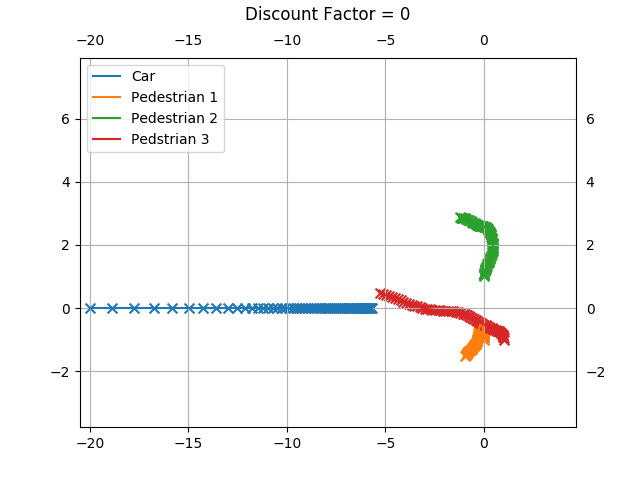 Discount Factor = 0
−20 −15 −10 −5 0
Car
Pedestrian 1
Pedestrian 2
Pedstrian 3
6 6
4 4
2 2
0 0
−2 −2
−20 −15 −10 −5 0